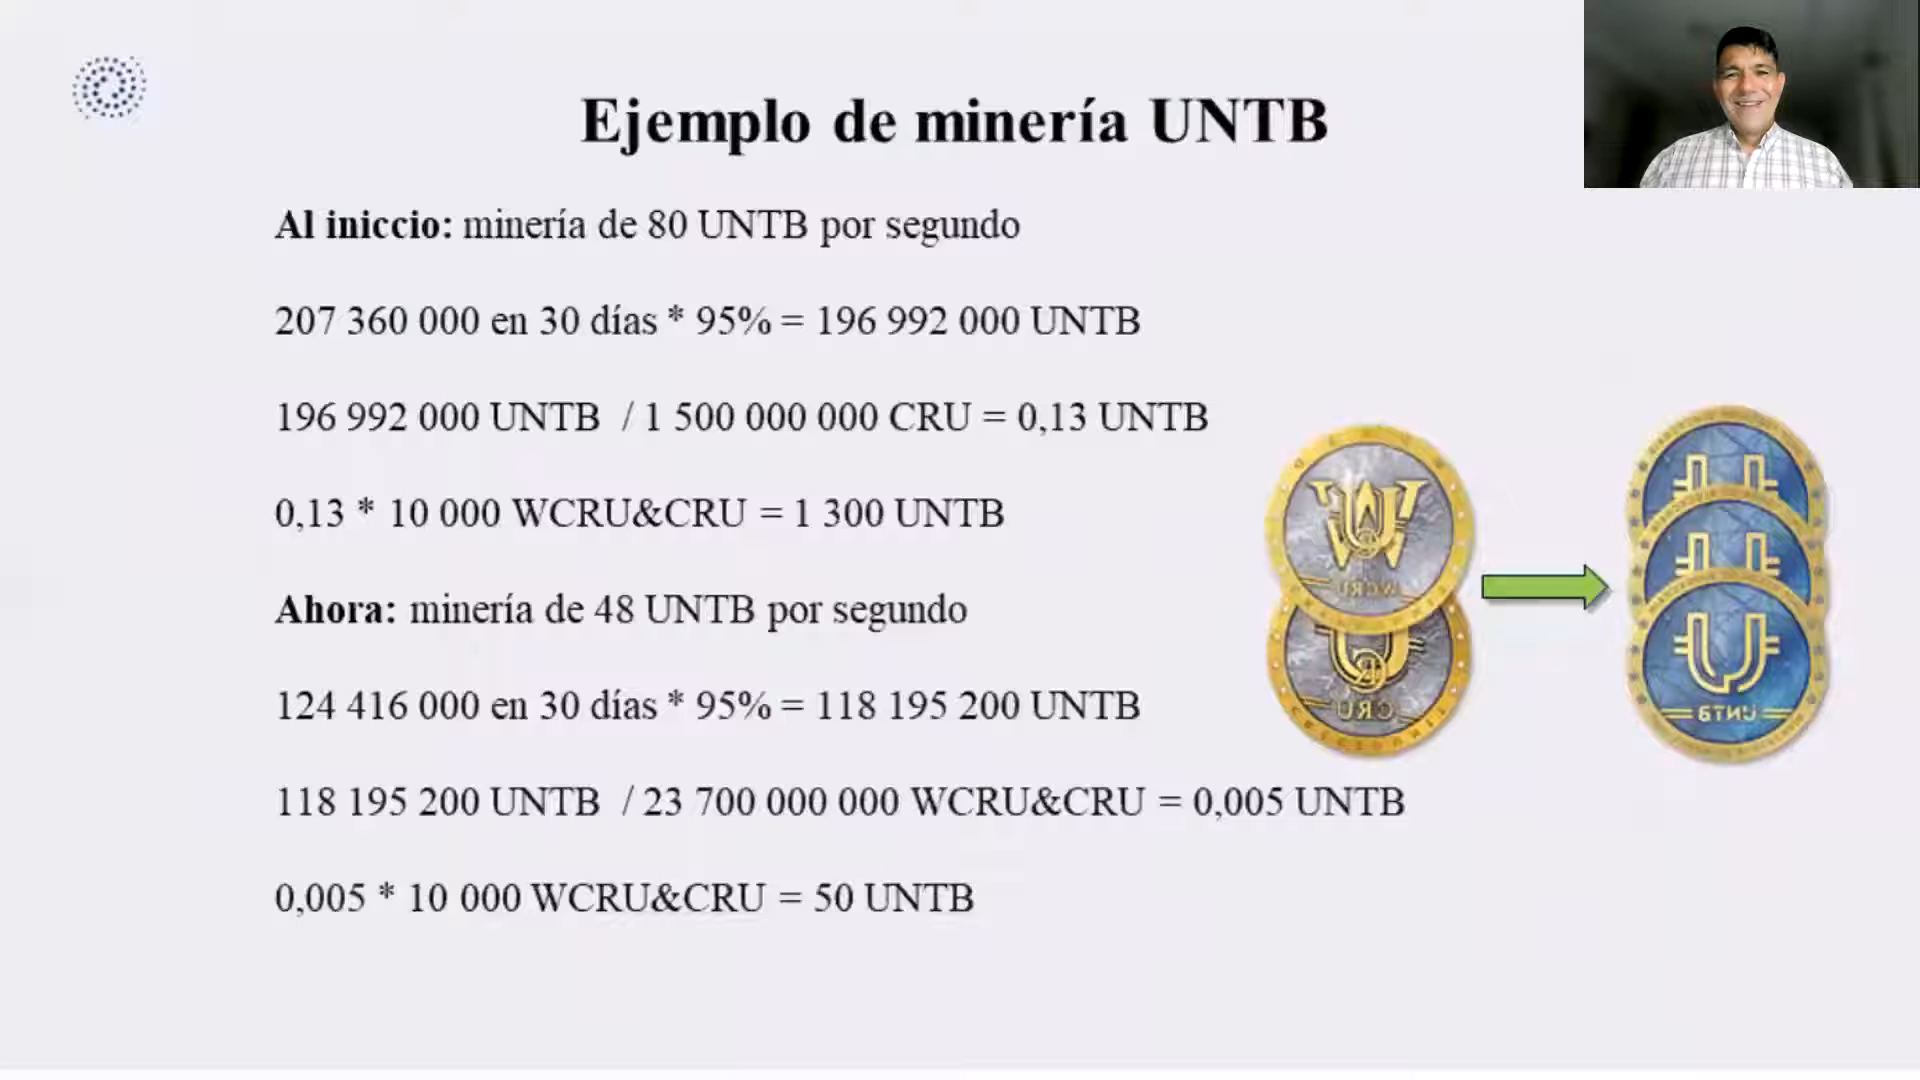 Ejemplo de minería UNTB
Al iniccio: minería de 80 UNTB por segundo
207 360 000 en 30 días * 95% = 196 992 000 UNTB
196 992 000 UNTB / 1 500 000 000 CRU = 0,13 UNTB
0,13 * 10 000 WCRU&CRU = 1 300 UNTB
Ahora: minería de 48 UNTB por segundo
124 416 000 en 30 días * 95% = 118 195 200 UNTB
118 195 200 UNTB / 23 700 000 000 WCRU&CRU = 0,005 UNTB
0,005 * 10 000 WCRU&CRU = 50 UNTB
WCRU
CRU
UNTB